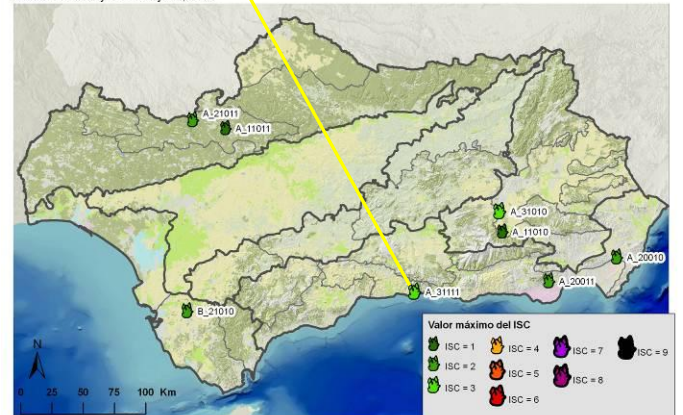 A_21011
A_11011
A_31010
A_11010
A_20010
A_20011
A_31111
B_21010
Valor máximo del ISC
ISC = 1
ISC = 4
ISC = 7
ISC = 9
ISC = 2
ISC = 5
ISC = 8
ISC = 3
ISC = 6
N
0 25 50 75 100 Km